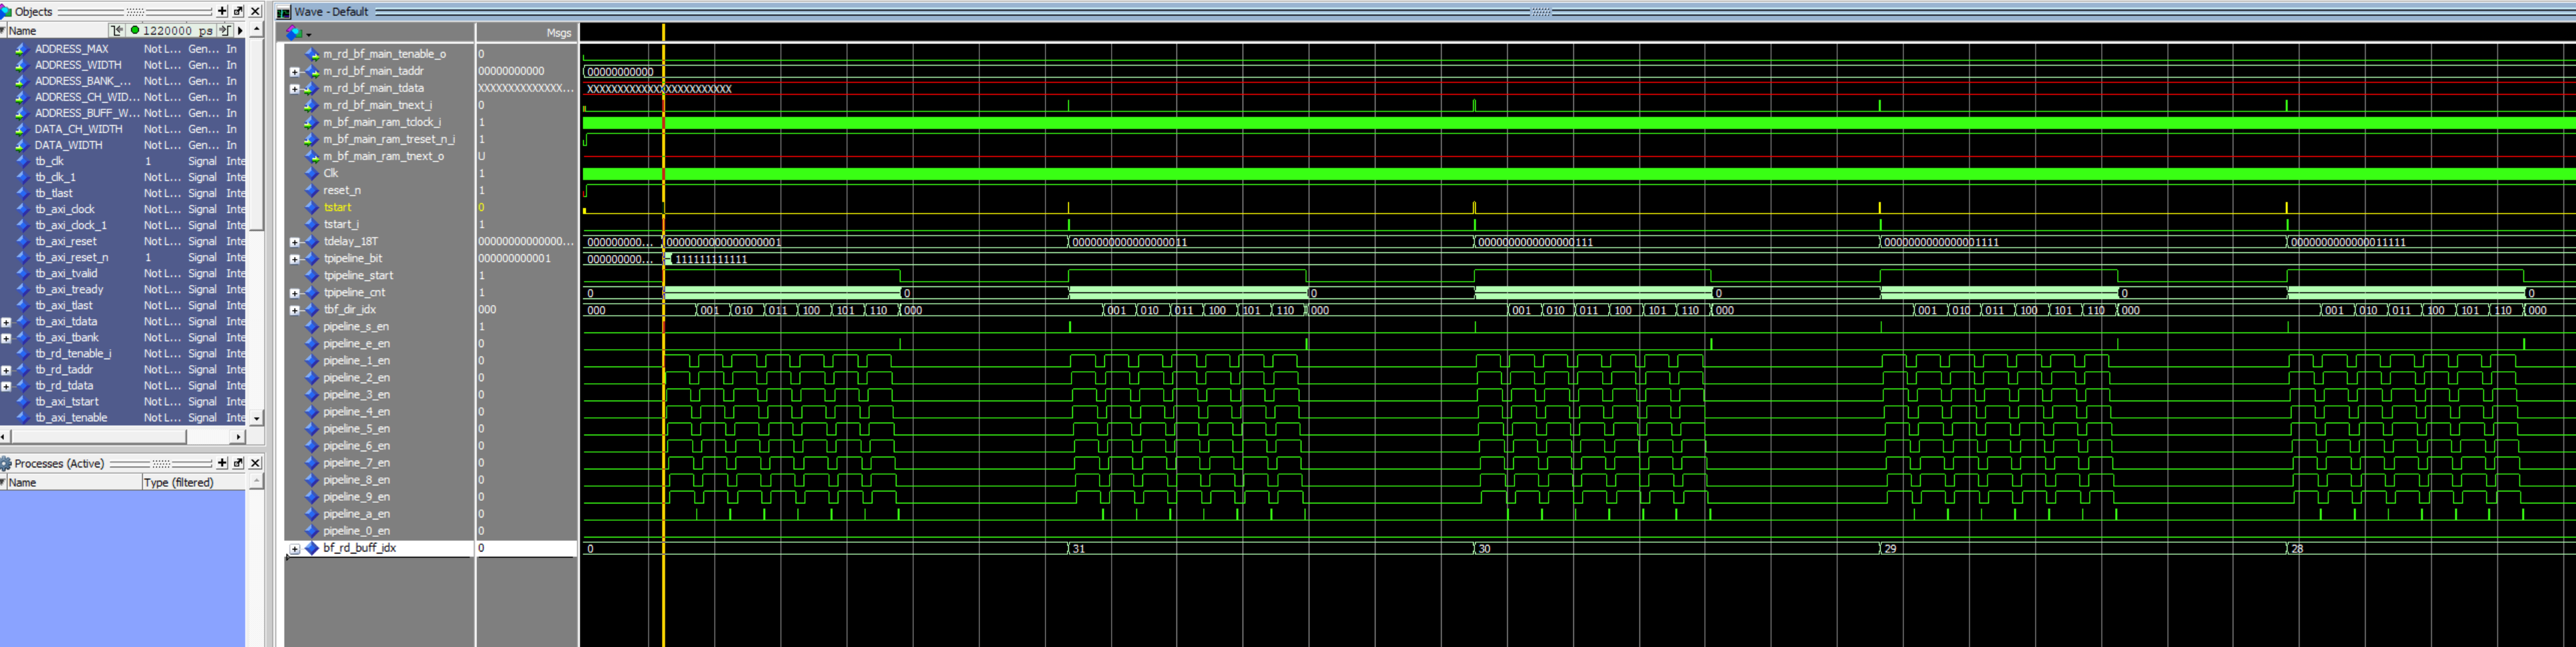 Objects
Name 1220000 ps
ADDRESS_MAX Not L... Gen... In
ADDRESS_WIDTH Not L... Gen... In
ADDRESS_BANK_... Not L... Gen... In
ADDRESS_CH_WID... Not L... Gen... In
ADDRESS_BUFF_W... Not L... Gen... In
DATA_CH_WIDTH Not L... Gen... In
DATA_WIDTH Not L... Gen... In
tb_clk 1 Signal Inte
tb_clk_1 Not L... Signal Inte
tb_tlast Not L... Signal Inte
tb_axi_clock Not L... Signal Inte
tb_axi_clock_1 Not L... Signal Inte
tb_axi_reset Not L... Signal Inte
tb_axi_reset_n 1 Signal Inte
tb_axi_tvalid Not L... Signal Inte
tb_axi_tready Not L... Signal Inte
tb_axi_tlast Not L... Signal Inte
tb_axi_tdata Not L... Signal Inte
tb_axi_tbank Not L... Signal Inte
tb_rd_tenable_i Not L... Signal Inte
tb_rd_taddr Not L... Signal Inte
tb_rd_tdata Not L... Signal Inte
tb_axi_tstart Not L... Signal Inte
tb_axi_tenable Not L... Signal Inte
Processes (Active)
Name Type (filtered)
Wave - Default
Msgs
m_rd_bf_main_tenable_o 0
m_rd_bf_main_taddr 00000000000 00000000000
m_rd_bf_main_tdata XXXXXXXXXXXXXX... XXXXXXXXXXXXXXXXXXXXXXXX
m_rd_bf_main_tnext_i 0
m_bf_main_ram_tclock_i 1
m_bf_main_ram_treset_n_i 1
m_bf_main_ram_tnext_o U
Clk 1
reset_n 1
tstart 0
tstart_i 1
tdelay_18T 00000000000000... 000000000... 000000000000000001 000000000000000011 000000000000000111 000000000000001111 000000000000011111
tpipeline_bit 000000000001 000000000... 111111111111
tpipeline_start 1
tpipeline_cnt 1 0 0 0 0 0 0
tbf_dir_idx 000 000 001 010 011 100 101 110 000 001 010 011 100 101 110 000 001 010 011 100 101 110 000 001 010 011 100 101 110 000 001 010 011 100 101 110 000
pipeline_s_en 1
pipeline_e_en 0
pipeline_1_en 0
pipeline_2_en 0
pipeline_3_en 0
pipeline_4_en 0
pipeline_5_en 0
pipeline_6_en 0
pipeline_7_en 0
pipeline_8_en 0
pipeline_9_en 0
pipeline_a_en 0
pipeline_0_en 0
bf_rd_buff_idx 0 0 31 30 29 28